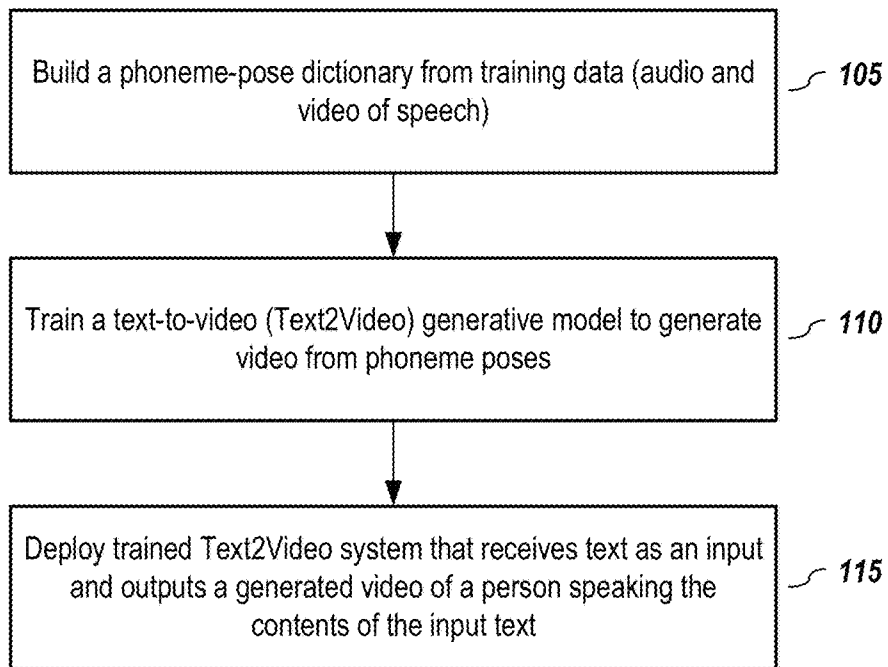 Build a phoneme-pose dictionary from training data (audio and
video of speech)
105
Train a text-to-video (Text2Video) generative model to generate
video from phoneme poses
110
Deploy trained Text2Video system that receives text as an input
and outputs a generated video of a person speaking the
contents of the input text
115